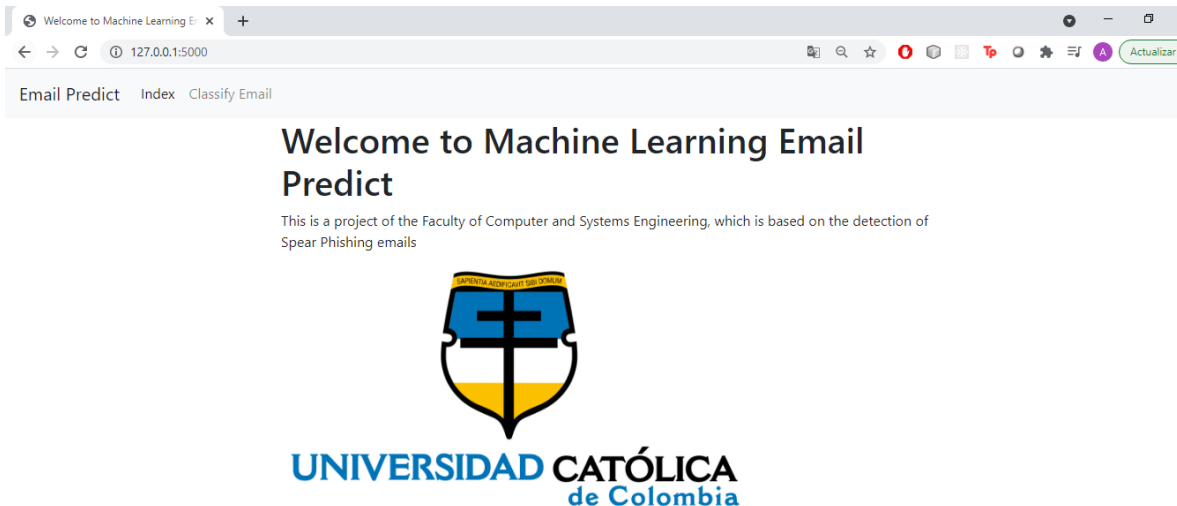 Welcome to Machine Learning E
127.0.0.1:5000
Tp
A
Actualizar
Email Predict Index Classify Email
Welcome to Machine Learning Email
Predict
This is a project of the Faculty of Computer and Systems Engineering, which is based on the detection of
Spear Phishing emails
SAPIENTIA AEDIFICAVIT SIBI DOMUM
UNIVERSIDAD CATÓLICA
de Colombia